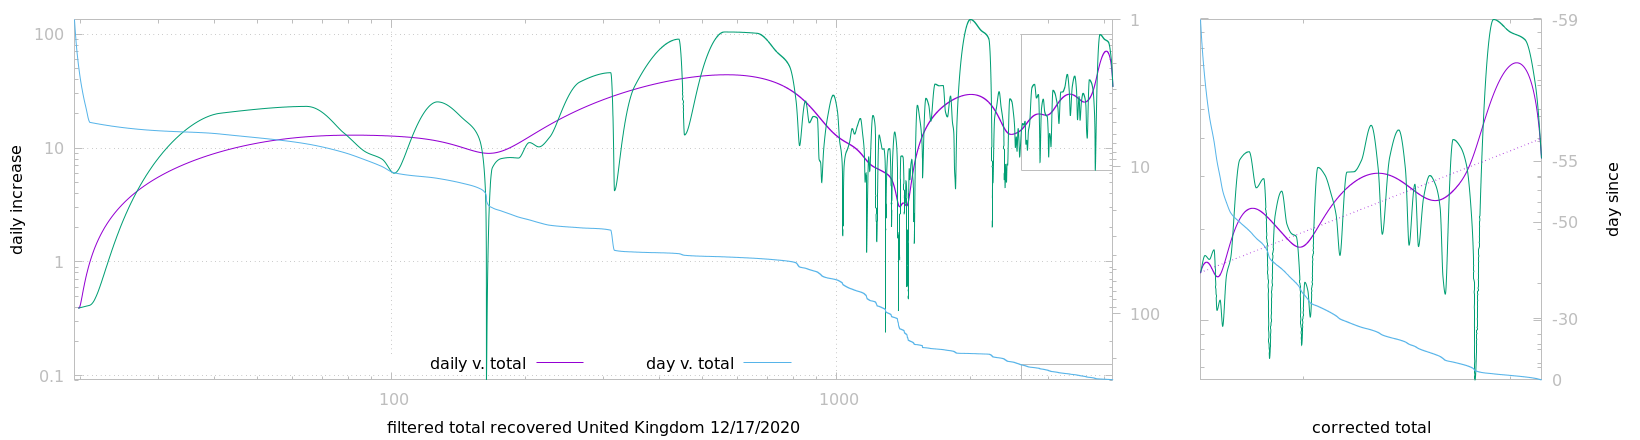 100
10
1
0.1
daily increase
100
1000
1
10
100
daily v. total
day v. total
filtered total recovered United Kingdom 12/17/2020
-59
-55
-50
-30
0
day since
corrected total